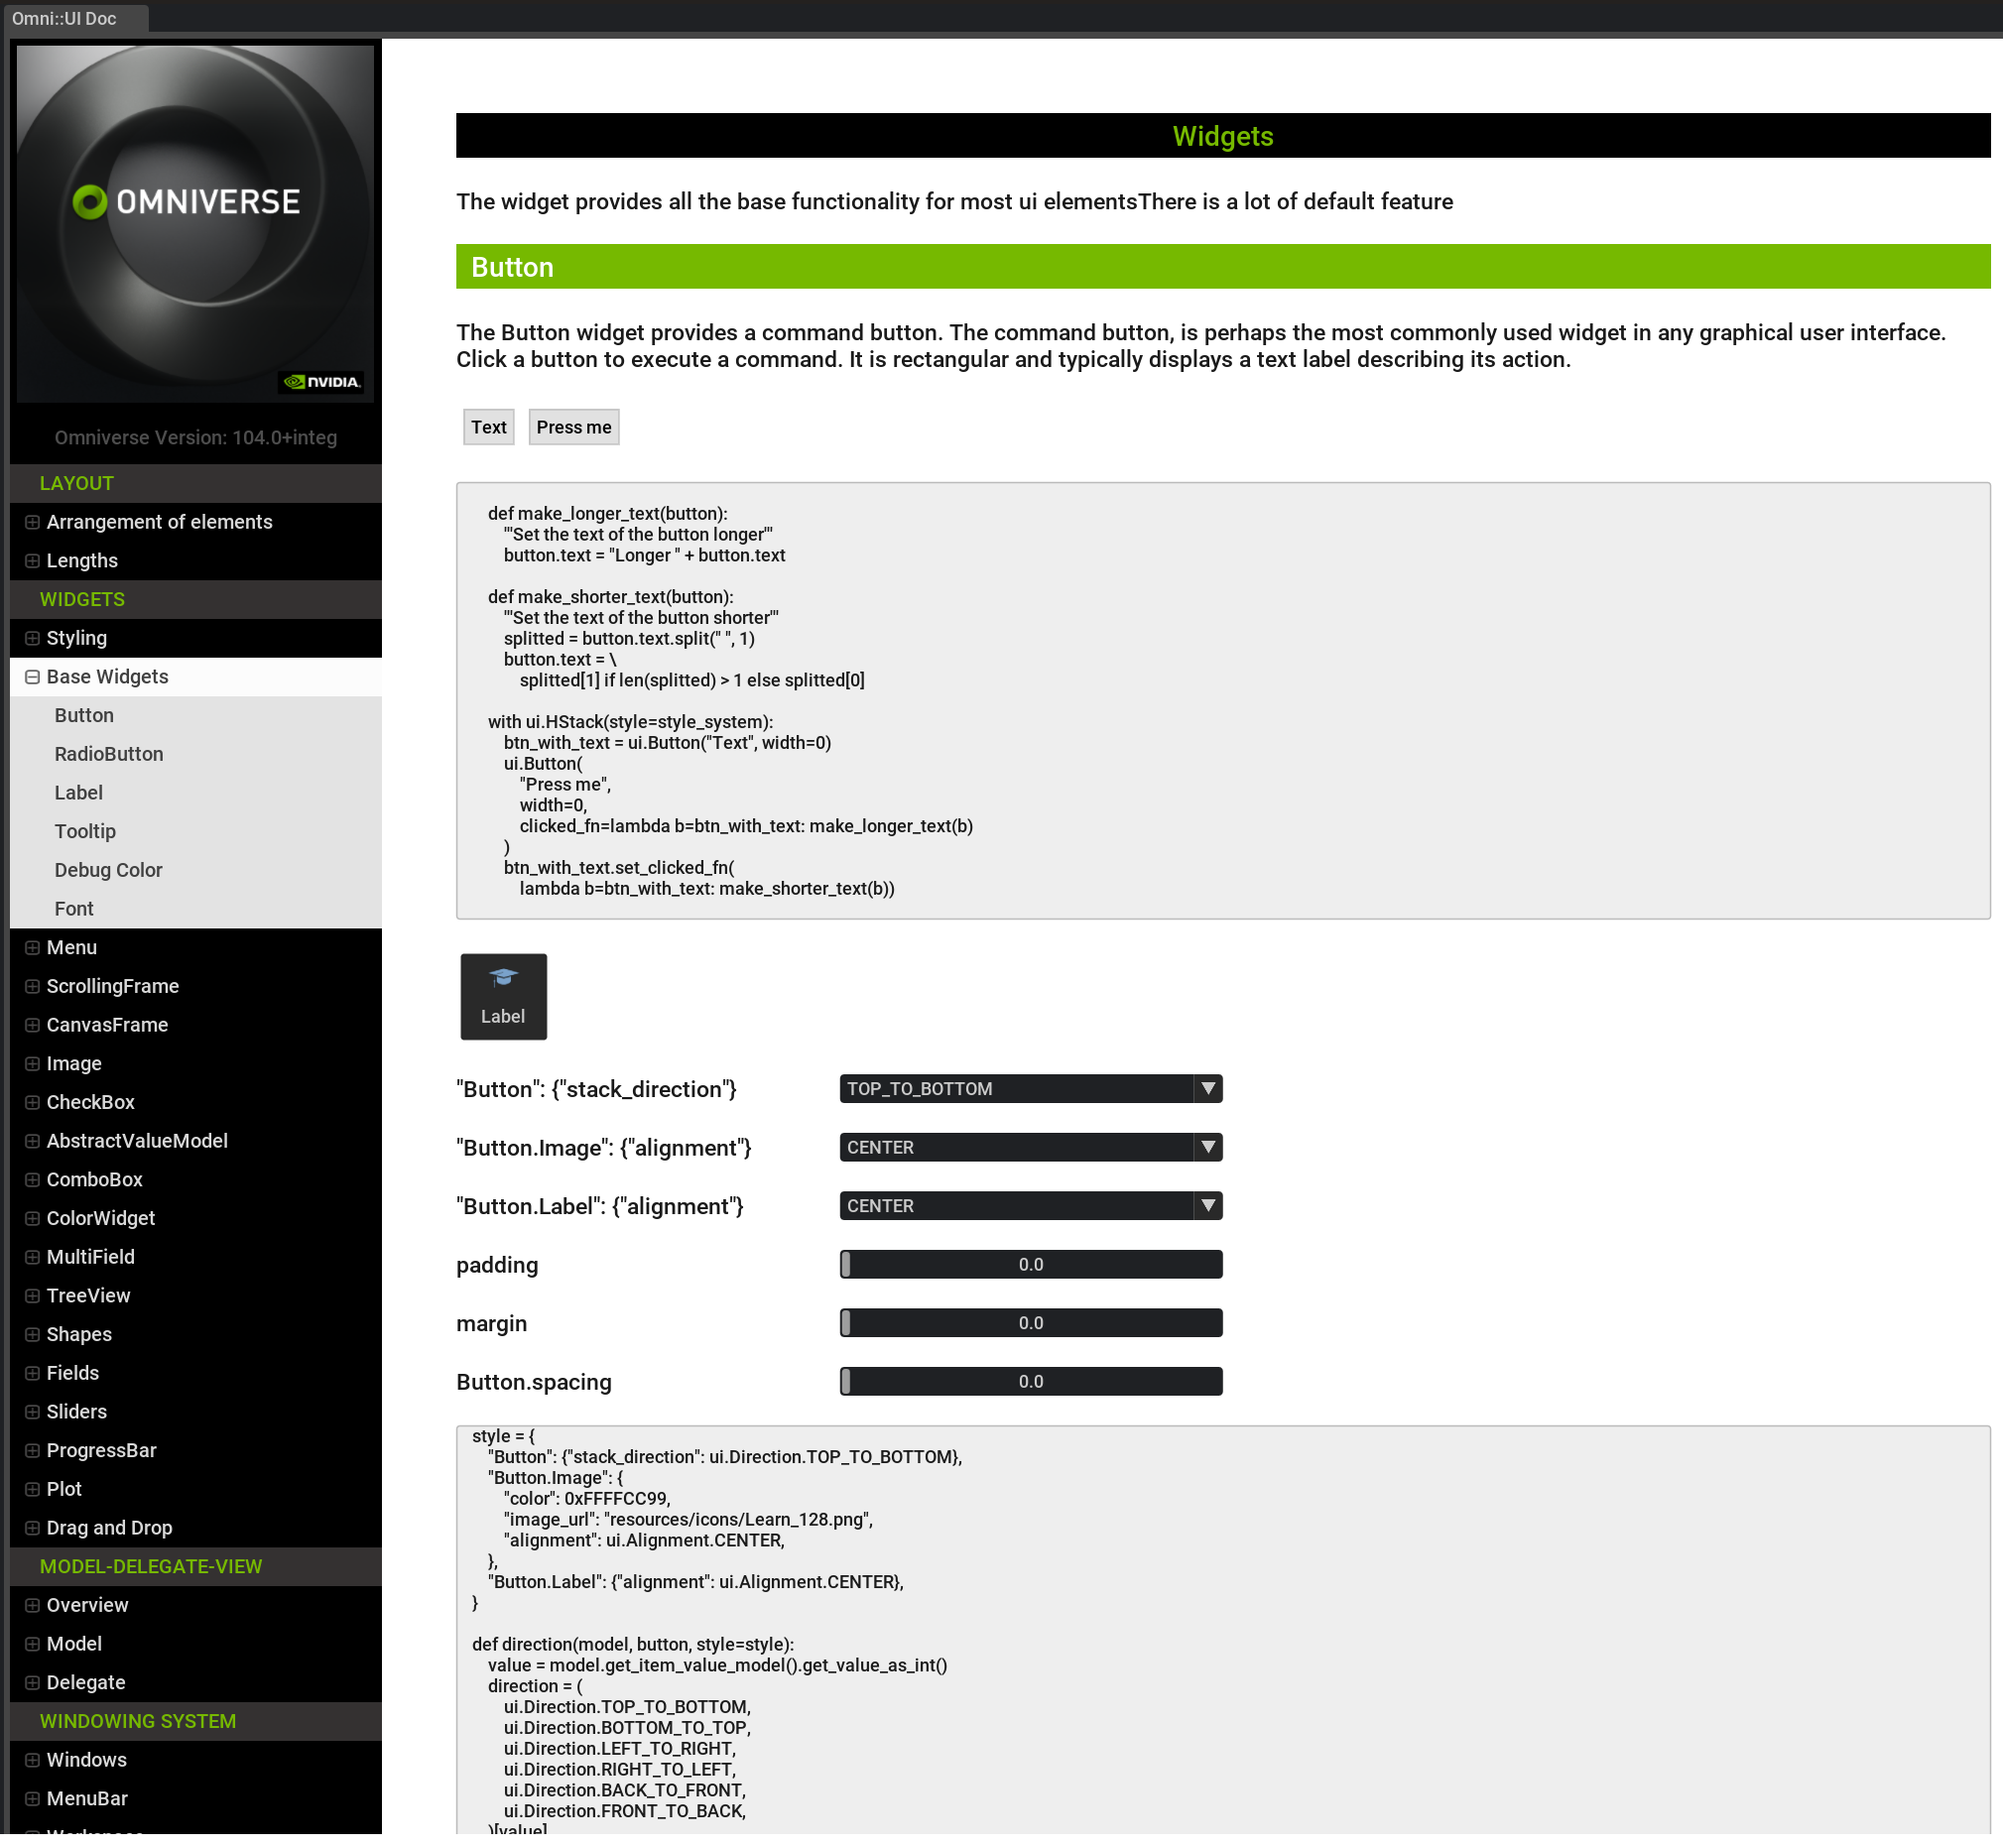 Omni::UI Doc
OMNIVERSE
NVIDIA.
Omniverse Version: 104.0+integ
LAYOUT
Arrangement of elements
Lengths
WIDGETS
Styling
Base Widgets
Button
RadioButton
Label
Tooltip
Debug Color
Font
Menu
ScrollingFrame
CanvasFrame
Image
CheckBox
AbstractValueModel
ComboBox
ColorWidget
MultiField
TreeView
Shapes
Fields
Sliders
ProgressBar
Plot
Drag and Drop
MODEL-DELEGATE-VIEW
Overview
Model
Delegate
WINDOWING SYSTEM
Windows
MenuBar
Widgets
The widget provides all the base functionality for most ui elementsThere is a lot of default feature
Button
The Button widget provides a command button. The command button, is perhaps the most commonly used widget in any graphical user interface.
Click a button to execute a command. It is rectangular and typically displays a text label describing its action.
Text Press me
def make_longer_text(button):
'''Set the text of the button longer'''
button.text = "Longer " + button.text
def make_shorter_text(button):
'''Set the text of the button shorter'''
splitted = button.text.split(" ", 1)
button.text = \
splitted[1] if len(splitted) > 1 else splitted[0]
with ui.HStack(style=style_system):
btn_with_text = ui.Button("Text", width=0)
ui.Button(
"Press me",
width=0,
clicked_fn=lambda b=btn_with_text: make_longer_text(b)
)
btn_with_text.set_clicked_fn(
lambda b=btn_with_text: make_shorter_text(b))
Label
"Button": {"stack_direction"} TOP_TO_BOTTOM
"Button.Image": {"alignment"} CENTER
"Button.Label": {"alignment"} CENTER
padding 0.0
margin 0.0
Button.spacing 0.0
style = {
"Button": {"stack_direction": ui.Direction.TOP_TO_BOTTOM},
"Button.Image": {
"color": 0xFFFFCC99,
"image_url": "resources/icons/Learn_128.png",
"alignment": ui.Alignment.CENTER,
},
"Button.Label": {"alignment": ui.Alignment.CENTER},
}
def direction(model, button, style=style):
value = model.get_item_value_model().get_value_as_int()
direction = (
ui.Direction.TOP_TO_BOTTOM,
ui.Direction.BOTTOM_TO_TOP,
ui.Direction.LEFT_TO_RIGHT,
ui.Direction.RIGHT_TO_LEFT,
ui.Direction.BACK_TO_FRONT,
ui.Direction.FRONT_TO_BACK,
)[value]